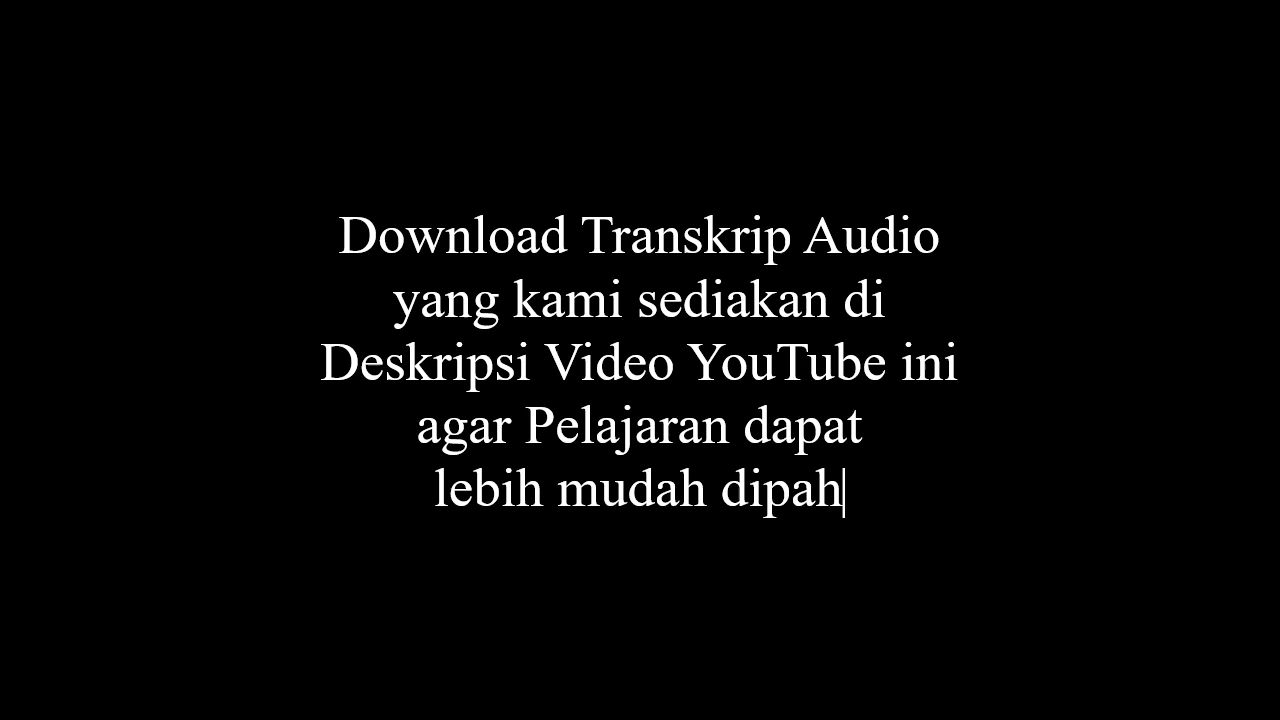 Download Transkrip Audio
yang kami sediakan di
Deskripsi Video YouTube ini
agar Pelajaran dapat
lebih mudah dipah